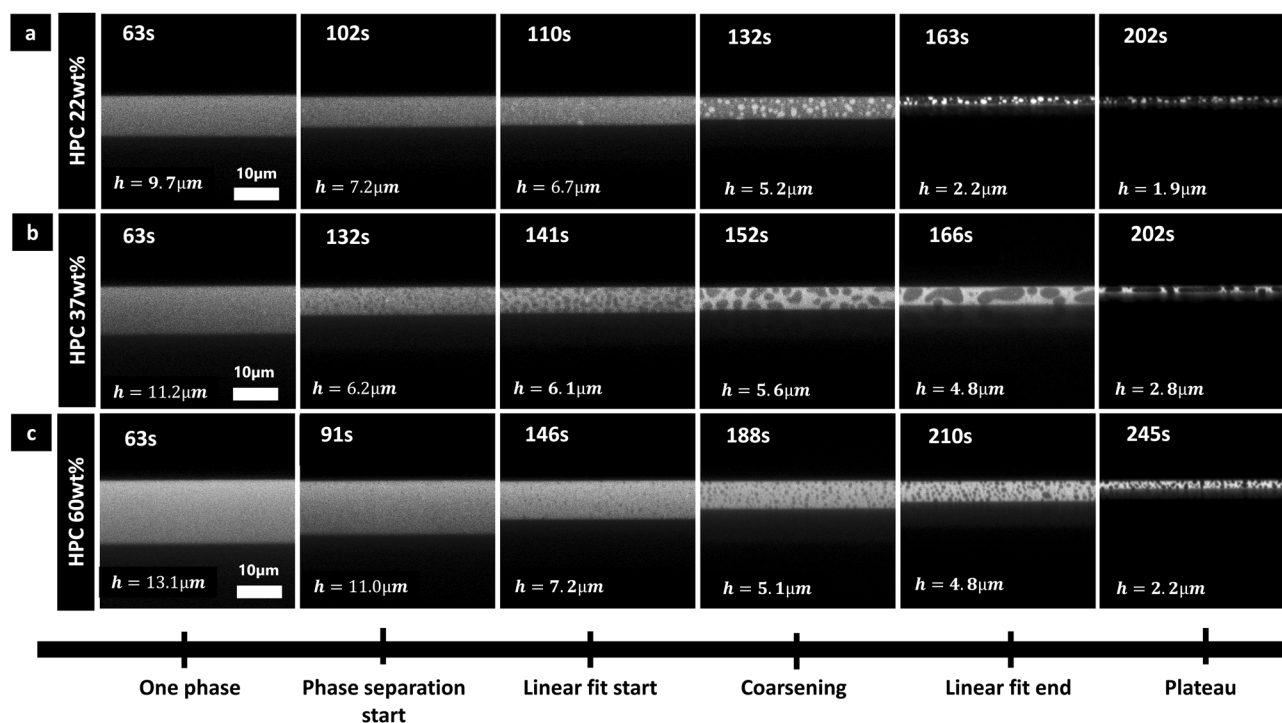 a
HPC 22wt%
63s
102s
110s
132s
163s
202s
10µm
h = 9.7µm
h = 7.2µm
h = 6.7µm
h = 5.2µm
h = 2.2µm
h = 1.9µm
b
HPC 37wt%
63s
132s
141s
152s
166s
202s
10µm
h = 11.2µm
h = 6.2µm
h = 6.1µm
h = 5.6µm
h = 4.8µm
h = 2.8µm
c
HPC 60wt%
63s
91s
146s
188s
210s
245s
10µm
h = 13.1µm
h = 11.0µm
h = 7.2µm
h = 5.1µm
h = 4.8µm
h = 2.2µm
One phase
Phase separation
start
Linear fit start
Coarsening
Linear fit end
Plateau